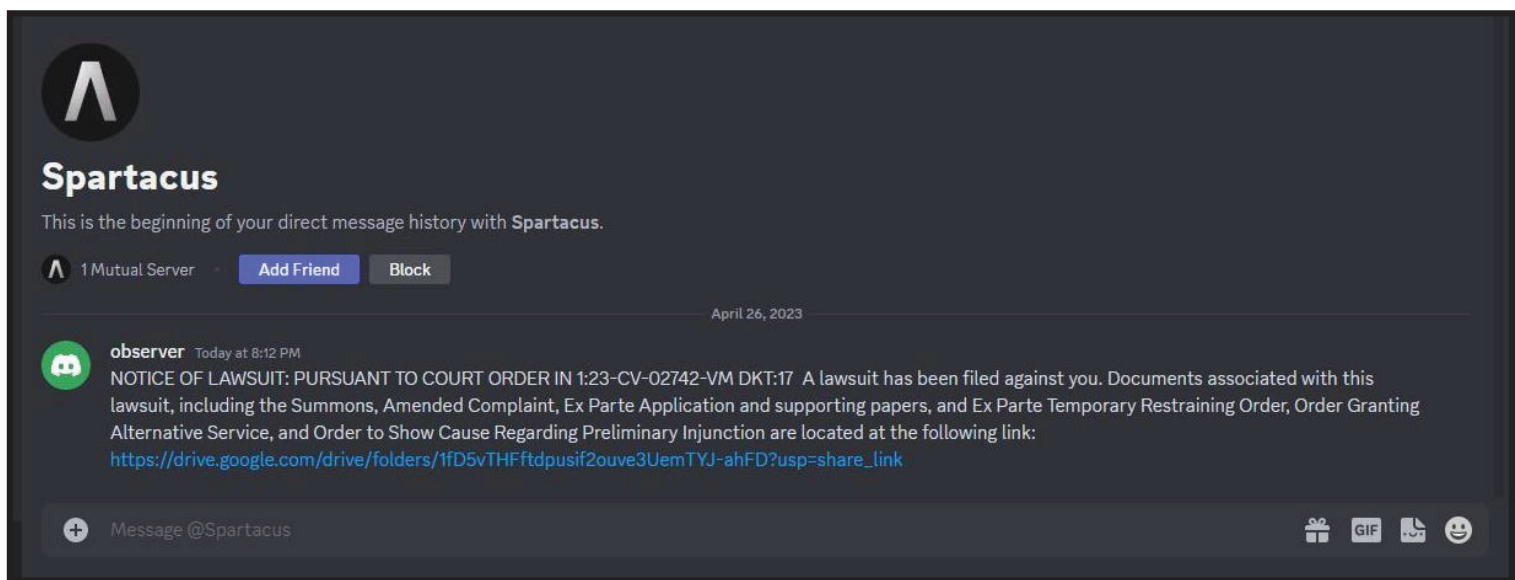 Spartacus
This is the beginning of your direct message history with Spartacus.
1 Mutual Server
Add Friend
Block
April 26, 2023
observer Today at 8:12 PM
NOTICE OF LAWSUIT: PURSUANT TO COURT ORDER IN 1:23-CV-02742-VM DKT:17 A lawsuit has been filed against you. Documents associated with this
lawsuit, including the Summons, Amended Complaint, Ex Parte Application and supporting papers, and Ex Parte Temporary Restraining Order, Order Granting
Alternative Service, and Order to Show Cause Regarding Preliminary Injunction are located at the following link:
https://drive.google.com/drive/folders/1fD5vTHFftdpusif2ouve3UemTYJ-ahFD?usp=share_link
Message @Spartacus
GIF